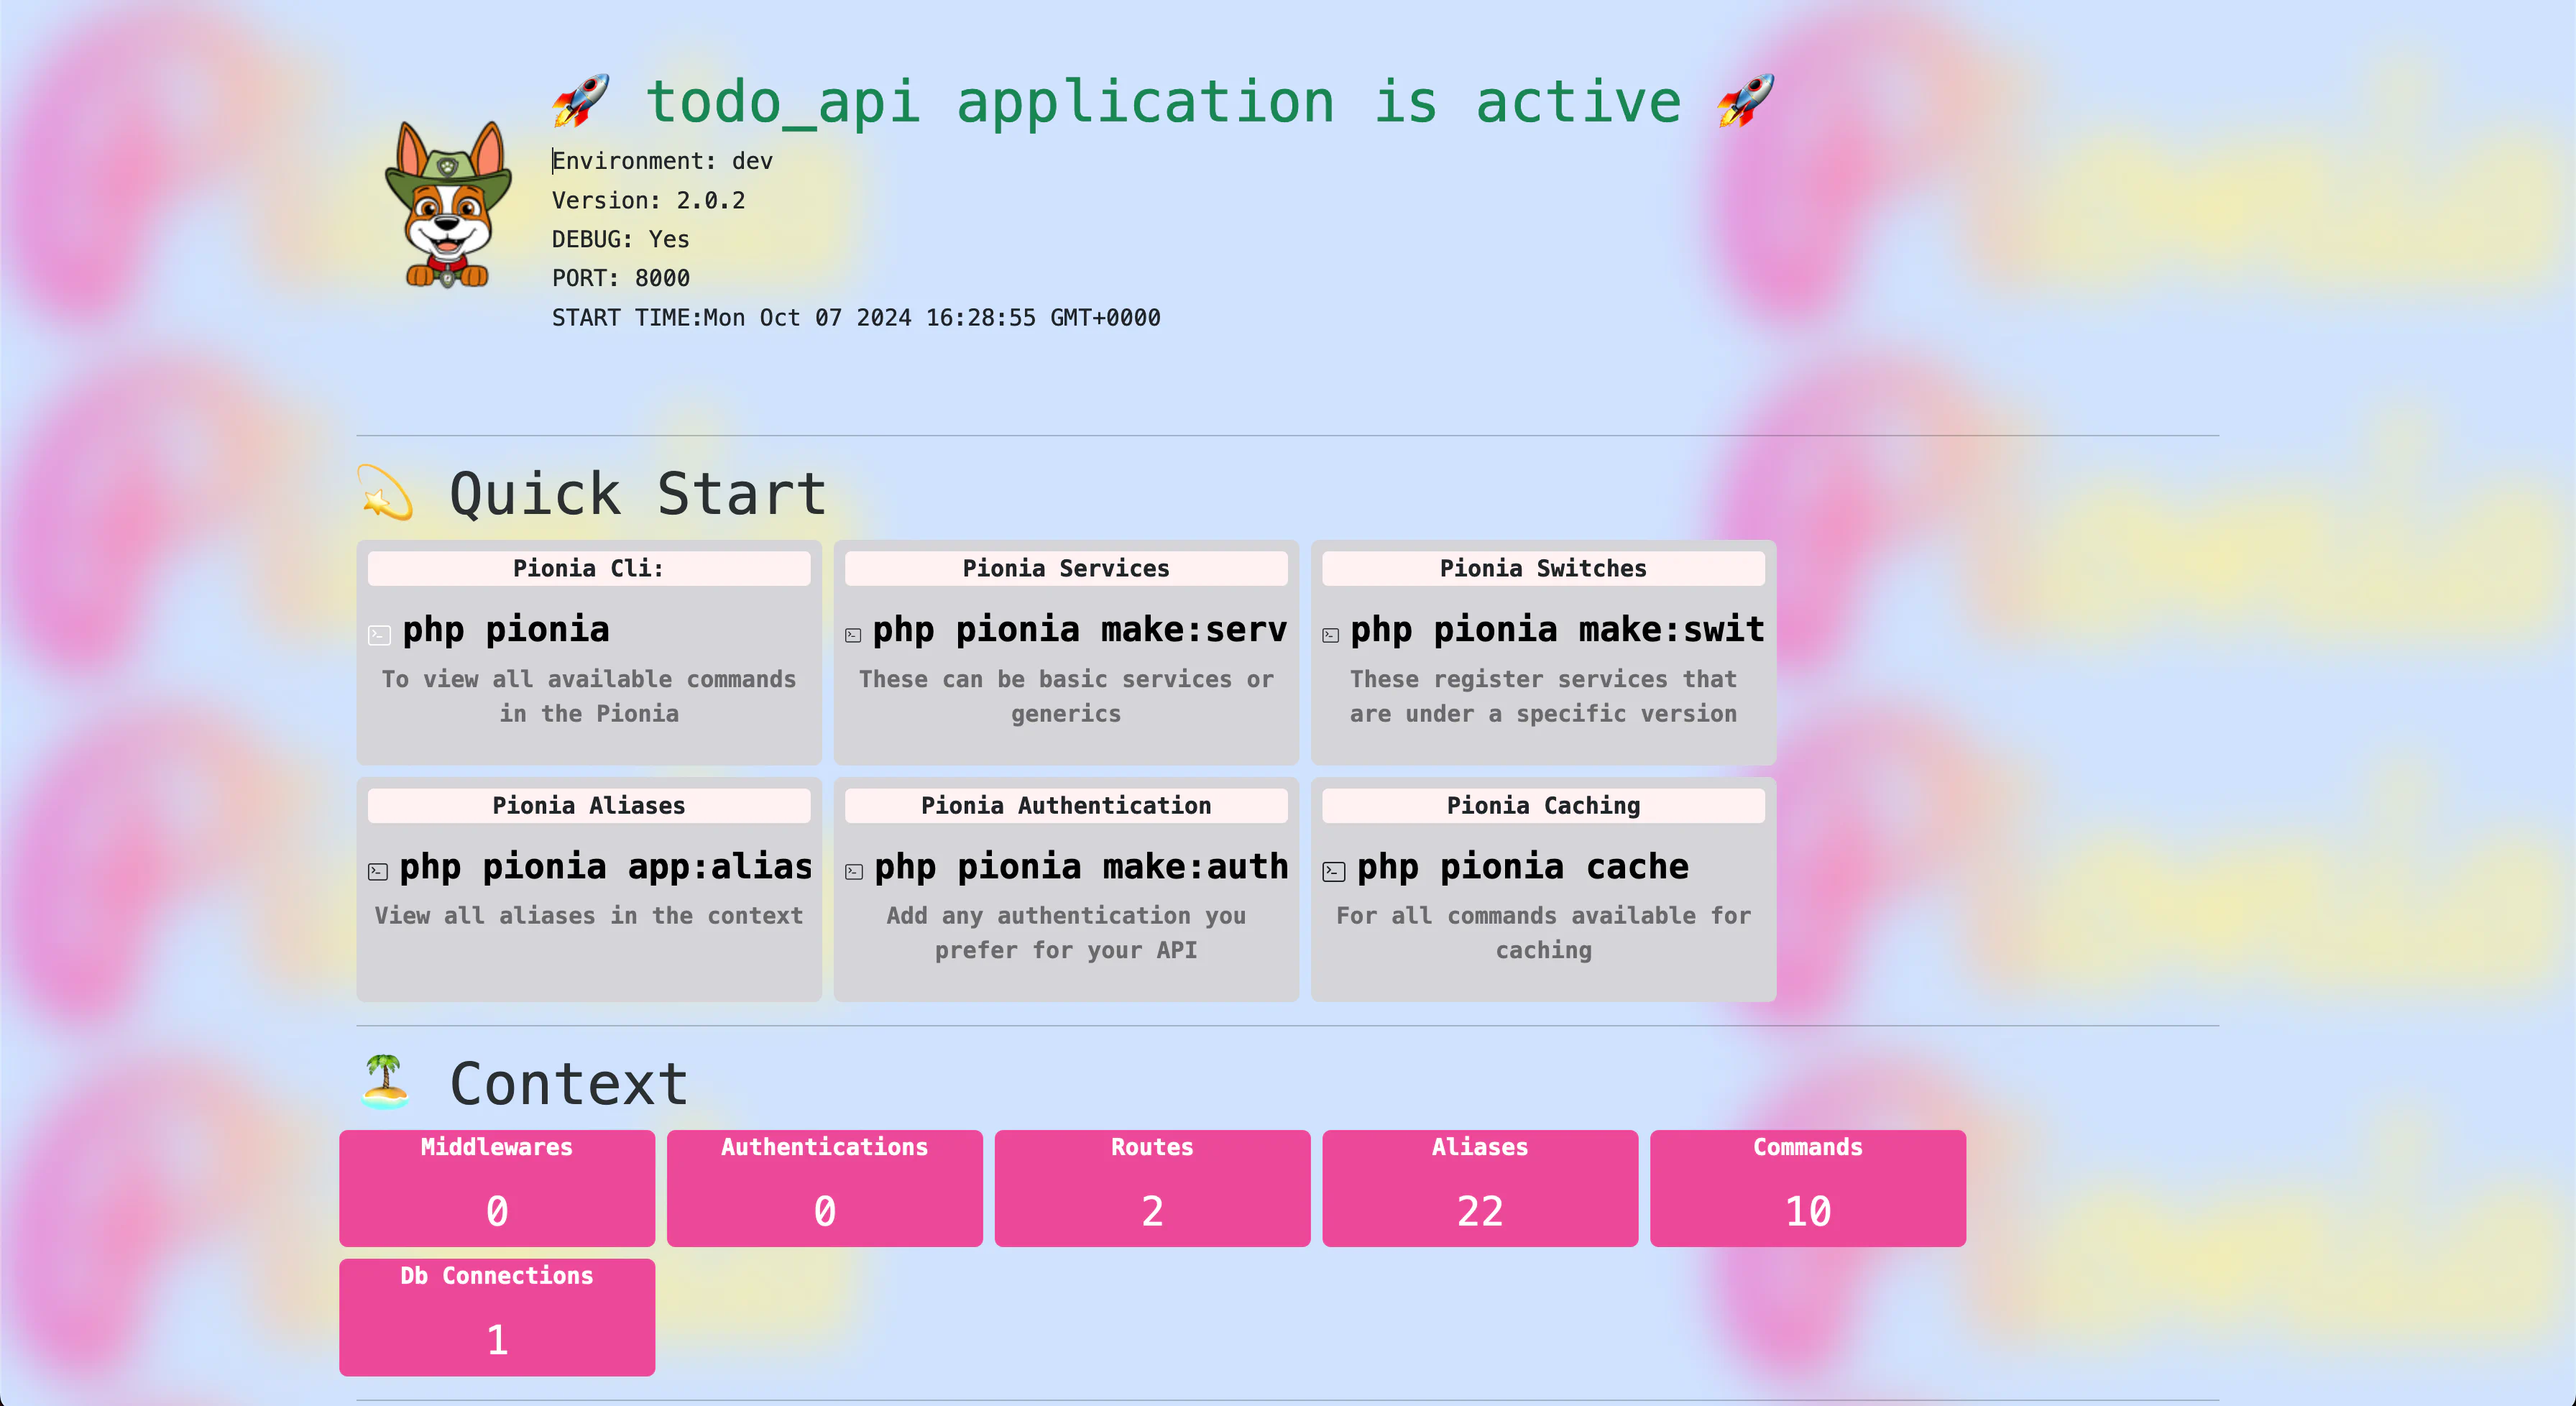 🚀 todo_api application is active 🚀
Environment: dev
Version: 2.0.2
DEBUG: Yes
PORT: 8000
START TIME:Mon Oct 07 2024 16:28:55 GMT+0000
💫 Quick Start
Pionia Cli:
php pionia
To view all available commands
in the Pionia
Pionia Services
php pionia make:serv
These can be basic services or
generics
Pionia Switches
php pionia make:swit
These register services that
are under a specific version
Pionia Aliases
php pionia app:alias
View all aliases in the context
Pionia Authentication
php pionia make:auth
Add any authentication you
prefer for your API
Pionia Caching
php pionia cache
For all commands available for
caching
🏝️ Context
Middlewares
0
Authentications
0
Routes
2
Aliases
22
Commands
10
Db Connections
1